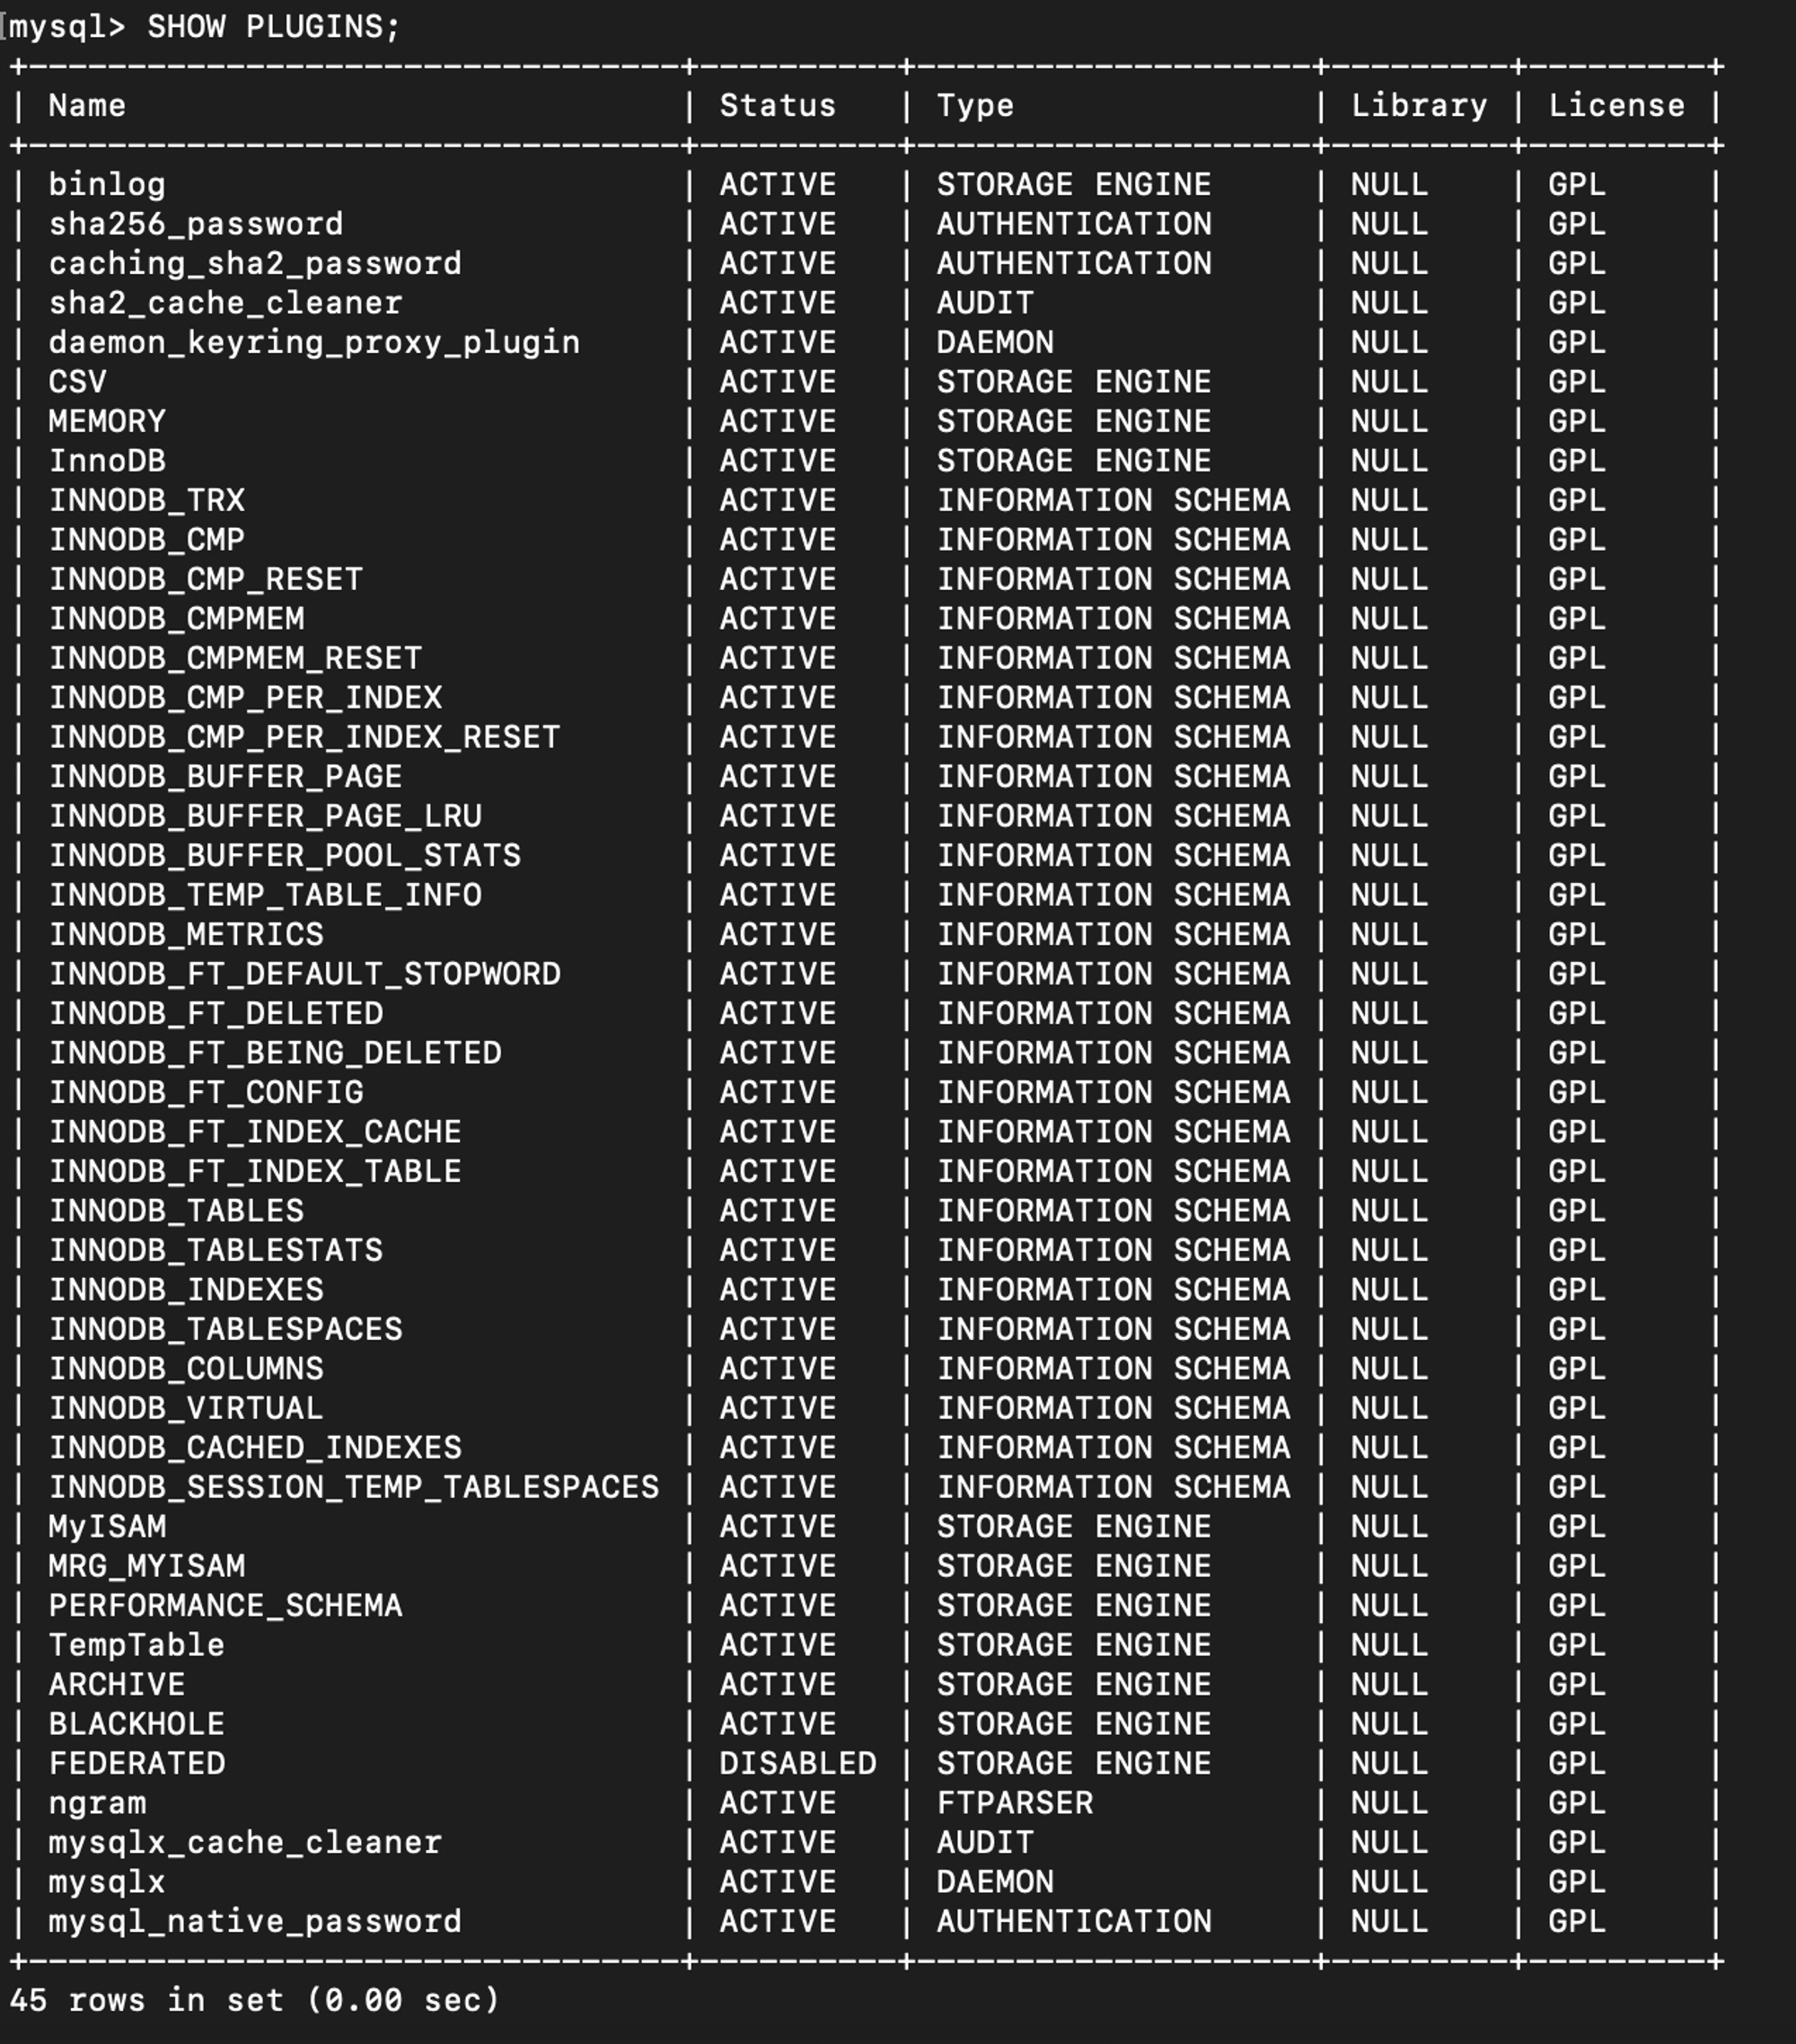 mysql> SHOW PLUGINS;
+---------------------------------+----------+--------------------+---------+---------+
| Name                            | Status   | Type               | Library | License |
+---------------------------------+----------+--------------------+---------+---------+
| binlog                          | ACTIVE   | STORAGE ENGINE     | NULL    | GPL     |
| sha256_password                 | ACTIVE   | AUTHENTICATION     | NULL    | GPL     |
| caching_sha2_password           | ACTIVE   | AUTHENTICATION     | NULL    | GPL     |
| sha2_cache_cleaner              | ACTIVE   | AUDIT              | NULL    | GPL     |
| daemon_keyring_proxy_plugin     | ACTIVE   | DAEMON             | NULL    | GPL     |
| CSV                             | ACTIVE   | STORAGE ENGINE     | NULL    | GPL     |
| MEMORY                          | ACTIVE   | STORAGE ENGINE     | NULL    | GPL     |
| InnoDB                          | ACTIVE   | STORAGE ENGINE     | NULL    | GPL     |
| INNODB_TRX                      | ACTIVE   | INFORMATION SCHEMA | NULL    | GPL     |
| INNODB_CMP                      | ACTIVE   | INFORMATION SCHEMA | NULL    | GPL     |
| INNODB_CMP_RESET                | ACTIVE   | INFORMATION SCHEMA | NULL    | GPL     |
| INNODB_CMPMEM                   | ACTIVE   | INFORMATION SCHEMA | NULL    | GPL     |
| INNODB_CMPMEM_RESET             | ACTIVE   | INFORMATION SCHEMA | NULL    | GPL     |
| INNODB_CMP_PER_INDEX            | ACTIVE   | INFORMATION SCHEMA | NULL    | GPL     |
| INNODB_CMP_PER_INDEX_RESET      | ACTIVE   | INFORMATION SCHEMA | NULL    | GPL     |
| INNODB_BUFFER_PAGE              | ACTIVE   | INFORMATION SCHEMA | NULL    | GPL     |
| INNODB_BUFFER_PAGE_LRU          | ACTIVE   | INFORMATION SCHEMA | NULL    | GPL     |
| INNODB_BUFFER_POOL_STATS        | ACTIVE   | INFORMATION SCHEMA | NULL    | GPL     |
| INNODB_TEMP_TABLE_INFO          | ACTIVE   | INFORMATION SCHEMA | NULL    | GPL     |
| INNODB_METRICS                  | ACTIVE   | INFORMATION SCHEMA | NULL    | GPL     |
| INNODB_FT_DEFAULT_STOPWORD      | ACTIVE   | INFORMATION SCHEMA | NULL    | GPL     |
| INNODB_FT_DELETED               | ACTIVE   | INFORMATION SCHEMA | NULL    | GPL     |
| INNODB_FT_BEING_DELETED         | ACTIVE   | INFORMATION SCHEMA | NULL    | GPL     |
| INNODB_FT_CONFIG                | ACTIVE   | INFORMATION SCHEMA | NULL    | GPL     |
| INNODB_FT_INDEX_CACHE           | ACTIVE   | INFORMATION SCHEMA | NULL    | GPL     |
| INNODB_FT_INDEX_TABLE           | ACTIVE   | INFORMATION SCHEMA | NULL    | GPL     |
| INNODB_TABLES                   | ACTIVE   | INFORMATION SCHEMA | NULL    | GPL     |
| INNODB_TABLESTATS               | ACTIVE   | INFORMATION SCHEMA | NULL    | GPL     |
| INNODB_INDEXES                  | ACTIVE   | INFORMATION SCHEMA | NULL    | GPL     |
| INNODB_TABLESPACES              | ACTIVE   | INFORMATION SCHEMA | NULL    | GPL     |
| INNODB_COLUMNS                  | ACTIVE   | INFORMATION SCHEMA | NULL    | GPL     |
| INNODB_VIRTUAL                  | ACTIVE   | INFORMATION SCHEMA | NULL    | GPL     |
| INNODB_CACHED_INDEXES           | ACTIVE   | INFORMATION SCHEMA | NULL    | GPL     |
| INNODB_SESSION_TEMP_TABLESPACES | ACTIVE   | INFORMATION SCHEMA | NULL    | GPL     |
| MyISAM                          | ACTIVE   | STORAGE ENGINE     | NULL    | GPL     |
| MRG_MYISAM                      | ACTIVE   | STORAGE ENGINE     | NULL    | GPL     |
| PERFORMANCE_SCHEMA              | ACTIVE   | STORAGE ENGINE     | NULL    | GPL     |
| TempTable                       | ACTIVE   | STORAGE ENGINE     | NULL    | GPL     |
| ARCHIVE                         | ACTIVE   | STORAGE ENGINE     | NULL    | GPL     |
| BLACKHOLE                       | ACTIVE   | STORAGE ENGINE     | NULL    | GPL     |
| FEDERATED                       | DISABLED | STORAGE ENGINE     | NULL    | GPL     |
| ngram                           | ACTIVE   | FTPARSER           | NULL    | GPL     |
| mysqlx_cache_cleaner            | ACTIVE   | AUDIT              | NULL    | GPL     |
| mysqlx                          | ACTIVE   | DAEMON             | NULL    | GPL     |
| mysql_native_password           | ACTIVE   | AUTHENTICATION     | NULL    | GPL     |
+---------------------------------+----------+--------------------+---------+---------+
45 rows in set (0.00 sec)